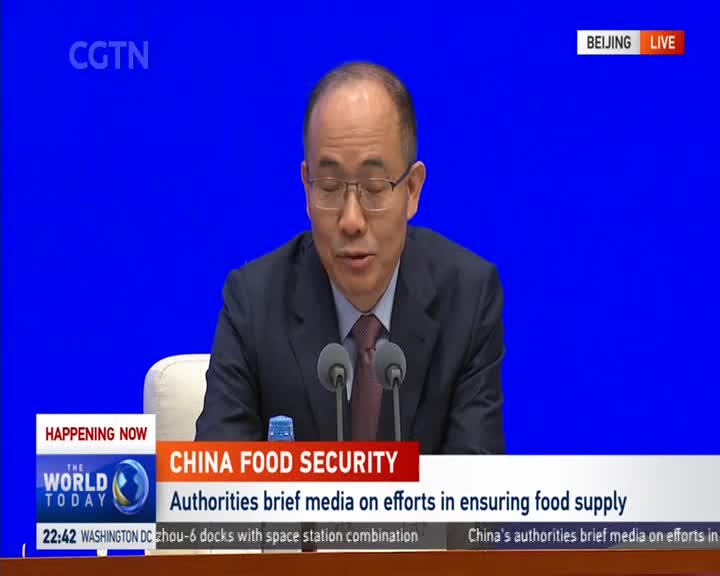 CGTN
BEIJING LIVE
HAPPENING NOW
CHINA FOOD SECURITY
THE
WORLD
TODAY
Authorities brief media on efforts in ensuring food supply
22:42 WASHINGTON DC zhou-6 docks with space station combination China's authorities brief media on efforts in